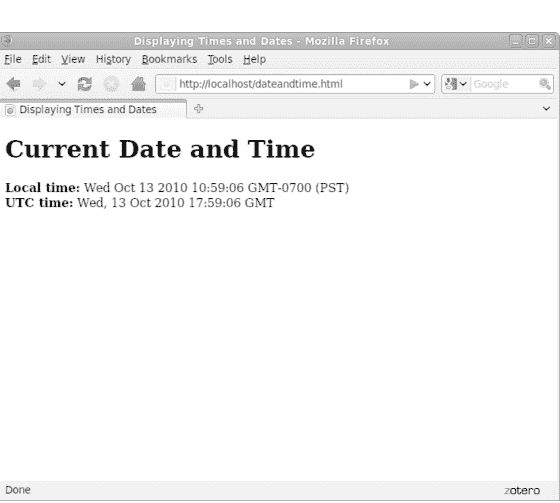 Displaying Times and Dates - Mozilla Firefox
File Edit View History Bookmarks Tools Help
http://localhost/dateandtime.html Google
Displaying Times and Dates
Current Date and Time
Local time: Wed Oct 13 2010 10:59:06 GMT-0700 (PST)
UTC time: Wed, 13 Oct 2010 17:59:06 GMT
Done zotero